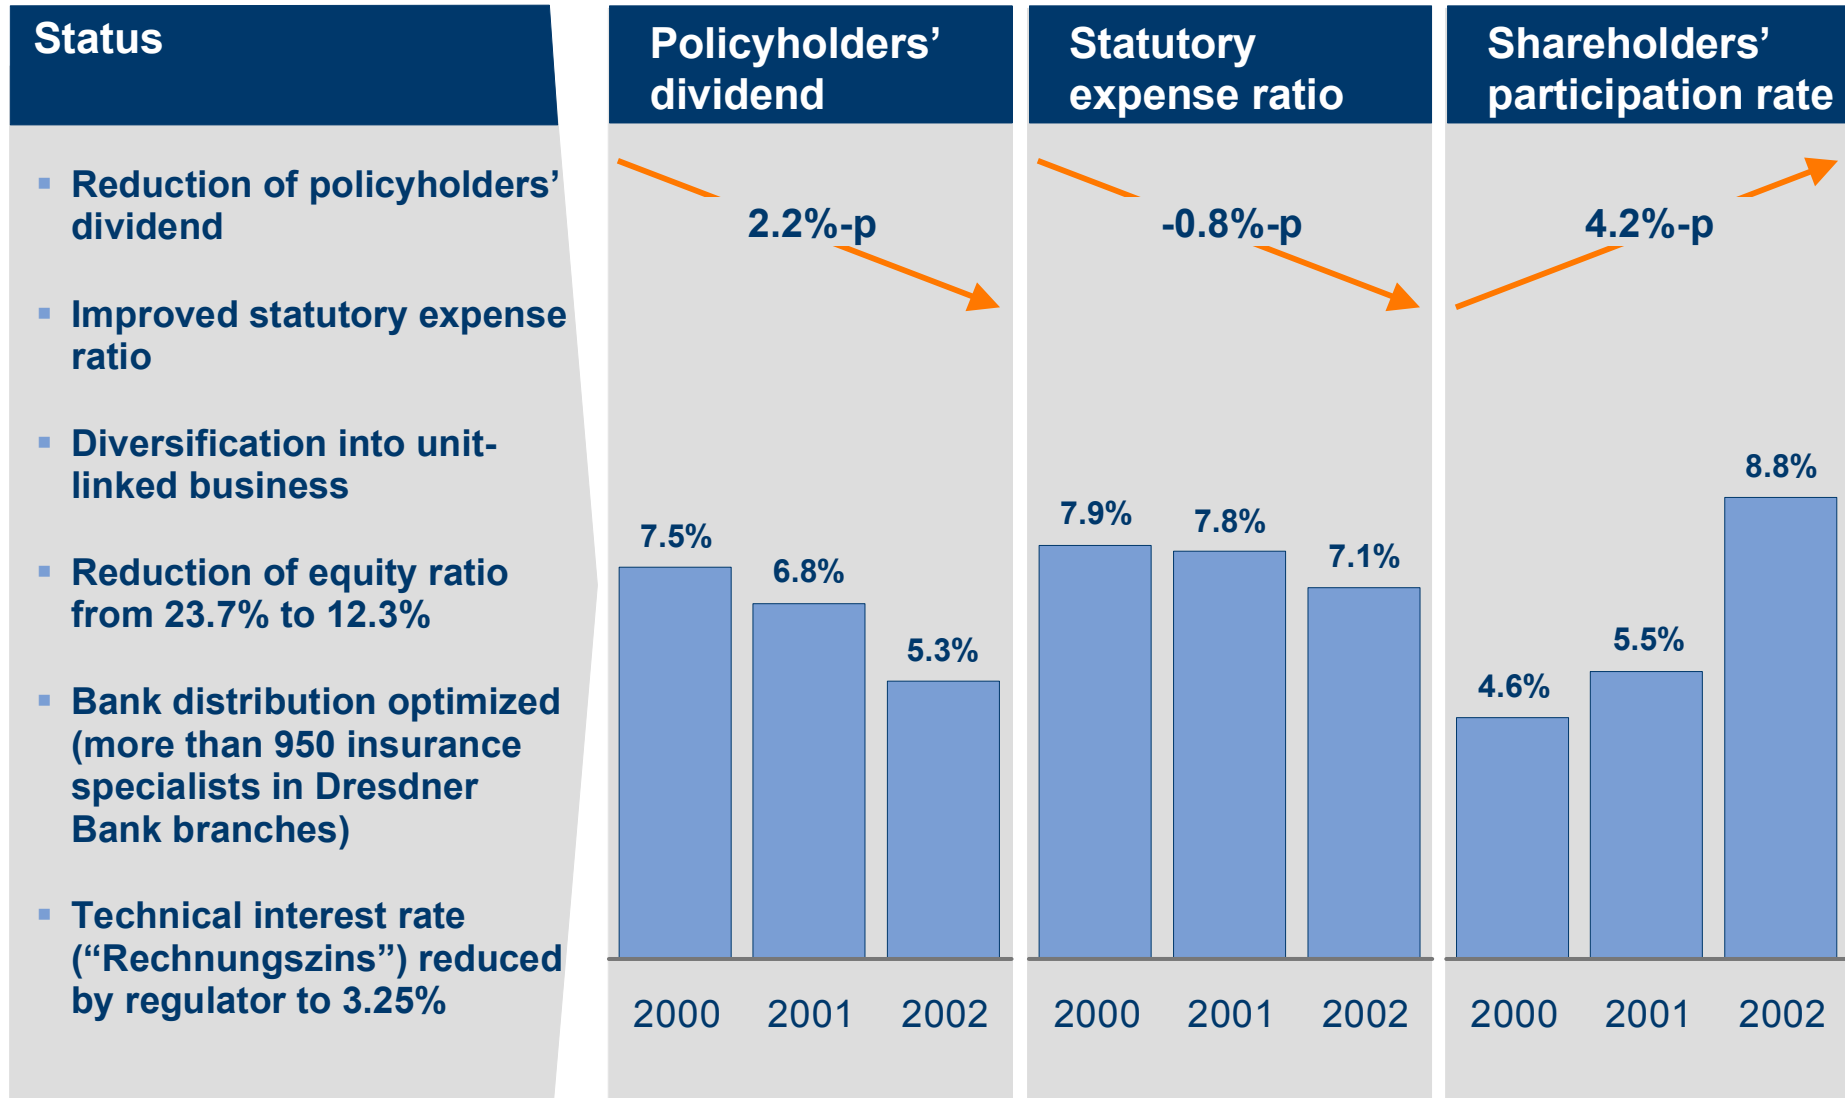 Status
Reduction of policyholders’
dividend
Improved statutory expense
ratio
Diversification into unit-
linked business
Reduction of equity ratio
from 23.7% to 12.3%
Bank distribution optimized
(more than 950 insurance
specialists in Dresdner
Bank branches)
Technical interest rate
(“Rechnungszins”) reduced
by regulator to 3.25%
Policyholders’
dividend
2.2%-p
7.5%
6.8%
5.3%
2000 2001 2002
Statutory
expense ratio
-0.8%-p
7.9%
7.8%
7.1%
2000 2001 2002
Shareholders’
participation rate
4.2%-p
4.6%
5.5%
8.8%
2000 2001 2002